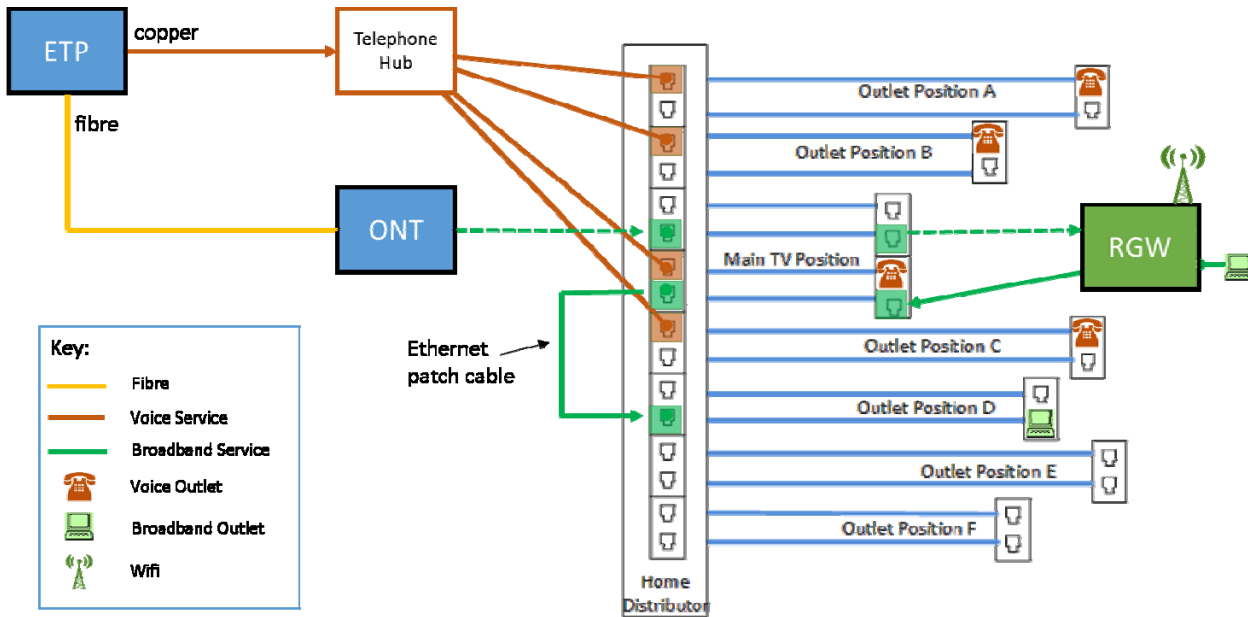 ETP
copper
fibre
Telephone
Hub
ONT
Outlet Position A
Outlet Position B
Main TV Position
RGW
Ethernet
patch cable
Outlet Position C
Outlet Position D
Outlet Position E
Outlet Position F
Home
Distributor
Key:
Fibre
Voice Service
Broadband Service
Voice Outlet
Broadband Outlet
Wifi